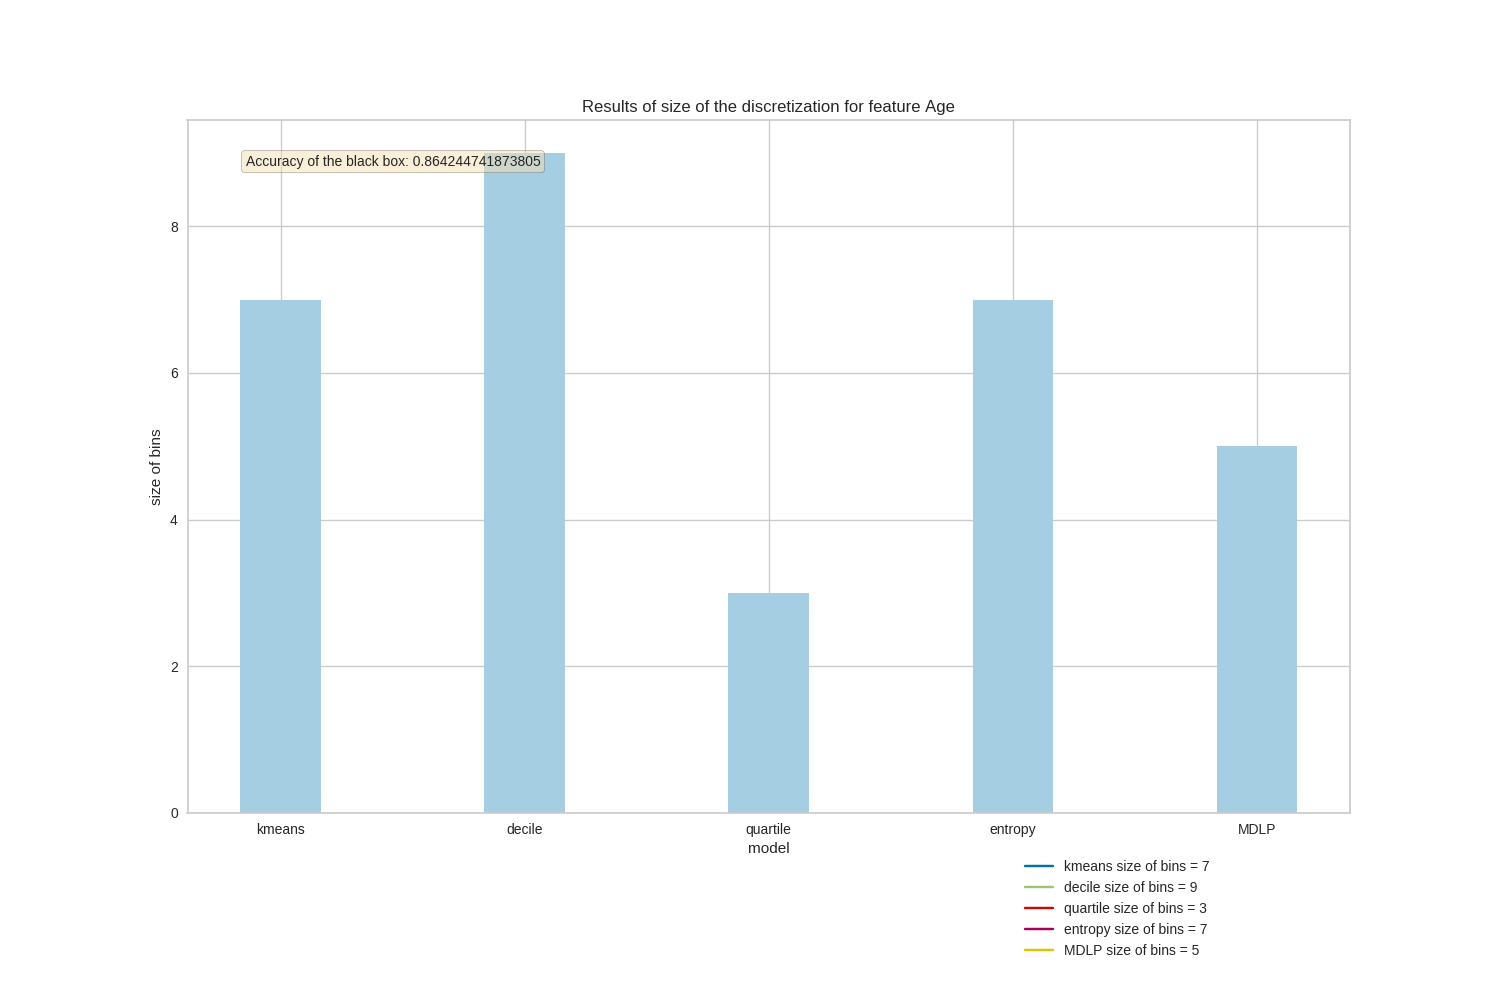 Results of size of the discretization for feature Age
Accuracy of the black box: 0.864244741873805
8
6
4
2
0
size of bins
kmeans decile quartile entropy MDLP
model
kmeans size of bins = 7
decile size of bins = 9
quartile size of bins = 3
entropy size of bins = 7
MDLP size of bins = 5